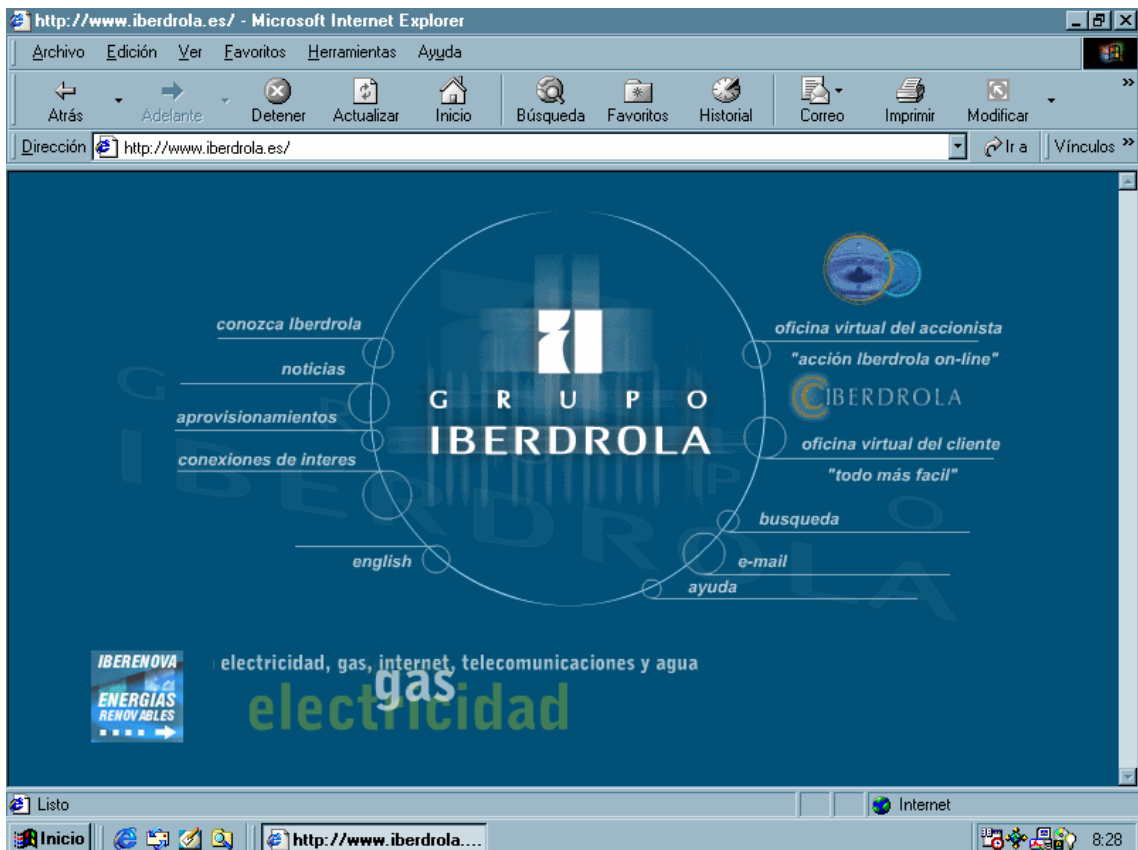 http://www.iberdrola.es/ - Microsoft Internet Explorer
Archivo Edición Ver Favoritos Herramientas Ayuda
Atrás Adelante Detener Actualizar Inicio Búsqueda Favoritos Historial Correo Imprimir Modificar »
Dirección http://www.iberdrola.es/ Ir a Vínculos »
conozca Iberdrola
noticias
aprovisionamientos
conexiones de interes
english
GRUPO
IBERDROLA
oficina virtual del accionista
"acción Iberdrola on-line"
CIBERDROLA
oficina virtual del cliente
"todo más facil"
busqueda
e-mail
ayuda
GRUPO
IBERDROLA
IBERENOVA
ENERGIAS
RENOVABLES
electricidad, gas, internet, telecomunicaciones y agua
gas
electricidad
Listo Internet
Inicio http://www.iberdrola.... 8:28